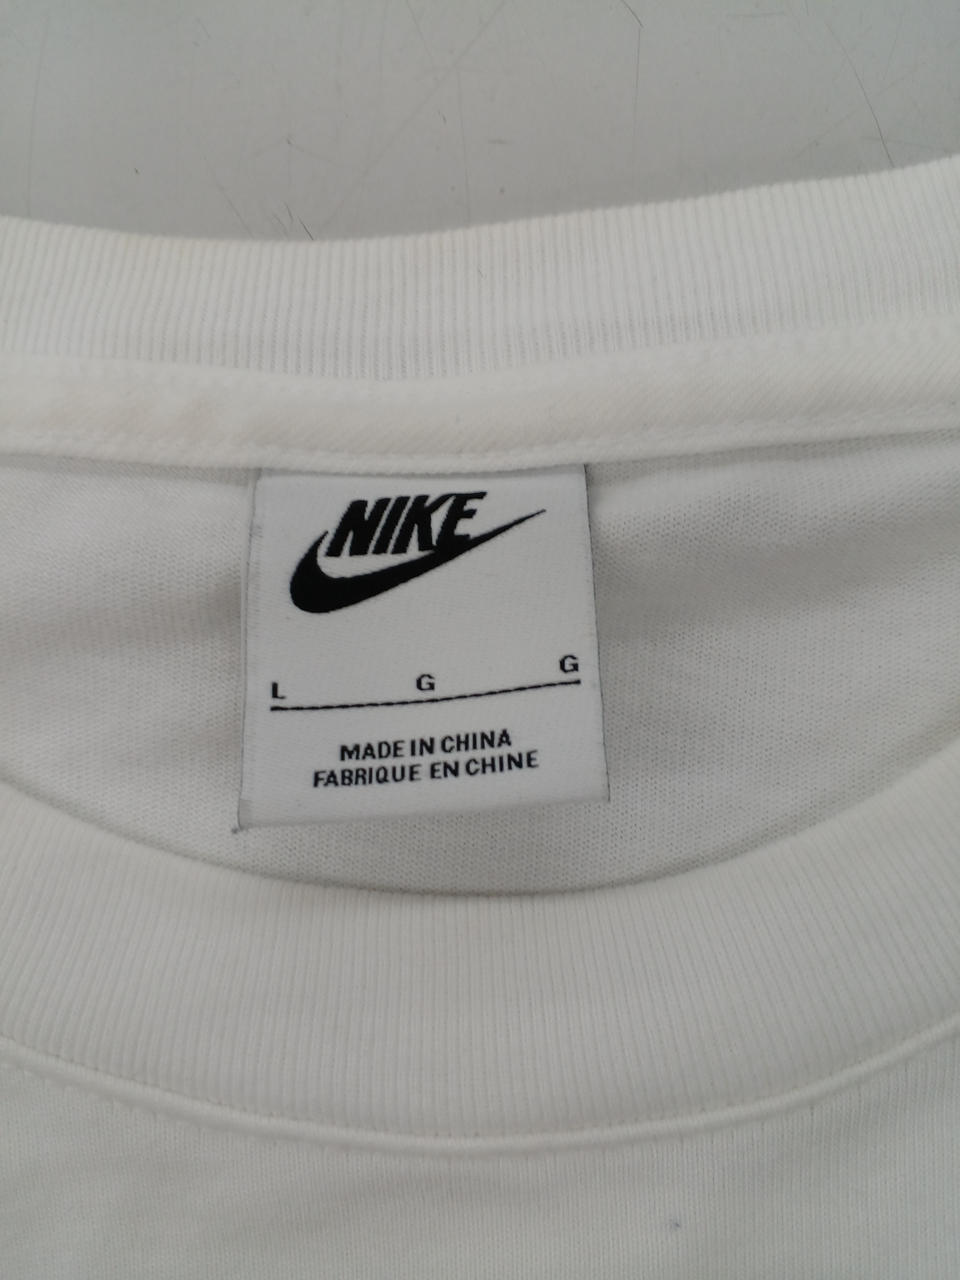 NIKE
L G G
MADE IN CHINA
FABRIQUE EN CHINE